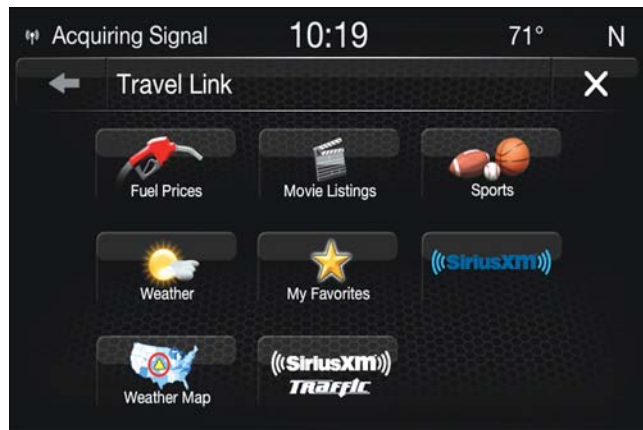 Acquiring Signal 10:19 71° N
Travel Link
Fuel Prices Movie Listings Sports
Weather My Favorites SiriusXM
Weather Map SiriusXM
Traffic